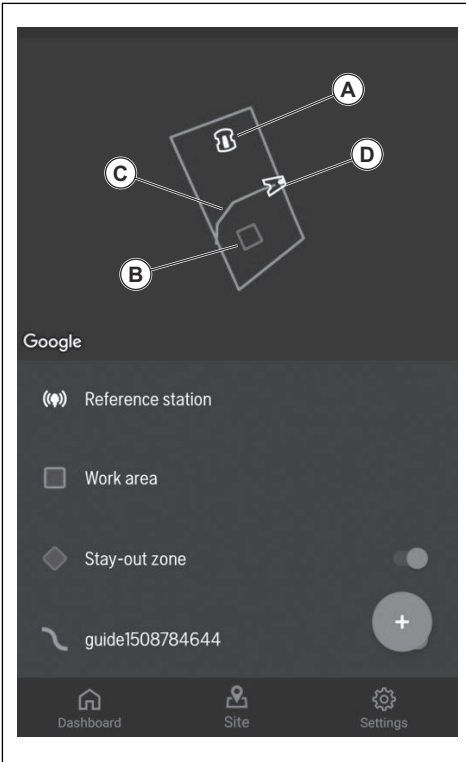 A
D
C
B
Google
Reference station
Work area
Stay-out zone
guide1508784644
+
Dashboard Site Settings